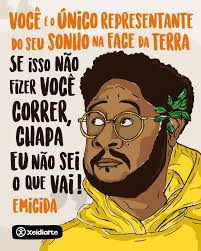 VOCÊ É O ÚNICO REPRESENTANTE
DO SEU SONHO NA FACE DA TERRA
SE ISSO NÃO
FIZER VOCÊ
CORRER,
CHAPA
EU NÃO SEI
O QUE VAI!
EMICIDA
Xeidiarte